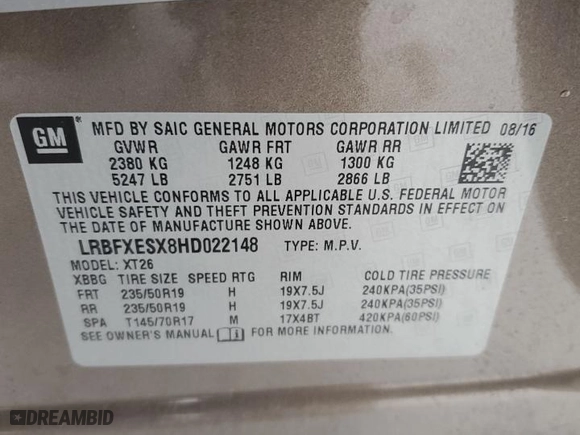 GM
MFD BY SAIC GENERAL MOTORS CORPORATION LIMITED 08/16
GVWR GAWR FRT GAWR RR
2380 KG 1248 KG 1300 KG
5247 LB 2751 LB 2866 LB
THIS VEHICLE CONFORMS TO ALL APPLICABLE U.S. FEDERAL MOTOR
VEHICLE SAFETY AND THEFT PREVENTION STANDARDS IN EFFECT ON
THE DATE OF MANUFACTURE SHOWN ABOVE.
LRBFXESX8HD022148 TYPE: M.P.V.
MODEL: XT26
XBBG TIRE SIZE SPEED RTG RIM COLD TIRE PRESSURE
FRT 235/50R19 H 19X7.5J 240KPA(35PSI)
RR 235/50R19 H 19X7.5J 240KPA(35PSI)
SPA T145/70R17 M 17X4BT 420KPA(60PSI)
SEE OWNER'S MANUAL i FOR MORE INFORMATION.
DREAMBID